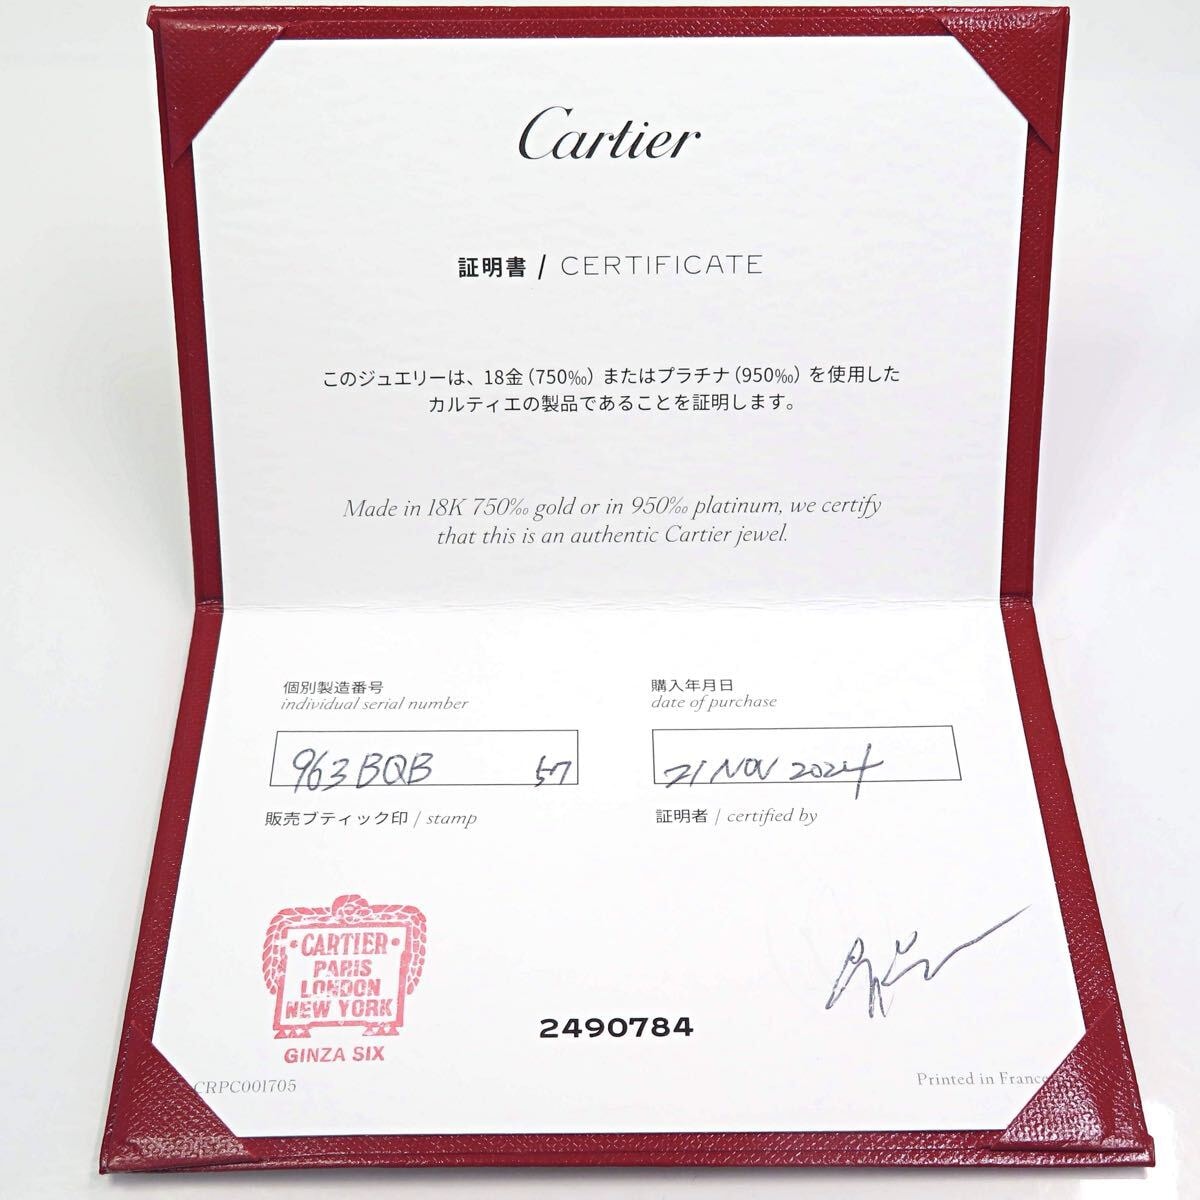 Cartier
証明書 / CERTIFICATE
このジュエリーは、18金(750‰) またはプラチナ(950‰) を使用した
カルティエの製品であることを証明します。
Made in 18K 750‰ gold or in 950‰ platinum, we certify
that this is an authentic Cartier jewel.
個別製造番号
individual serial number
963BQB 57
販売ブティック印 / stamp
購入年月日
date of purchase
21 NOV 2024
証明者 / certified by
CARTIER
PARIS
LONDON
NEW YORK
GINZA SIX
2490784
CRPC001705
Printed in France